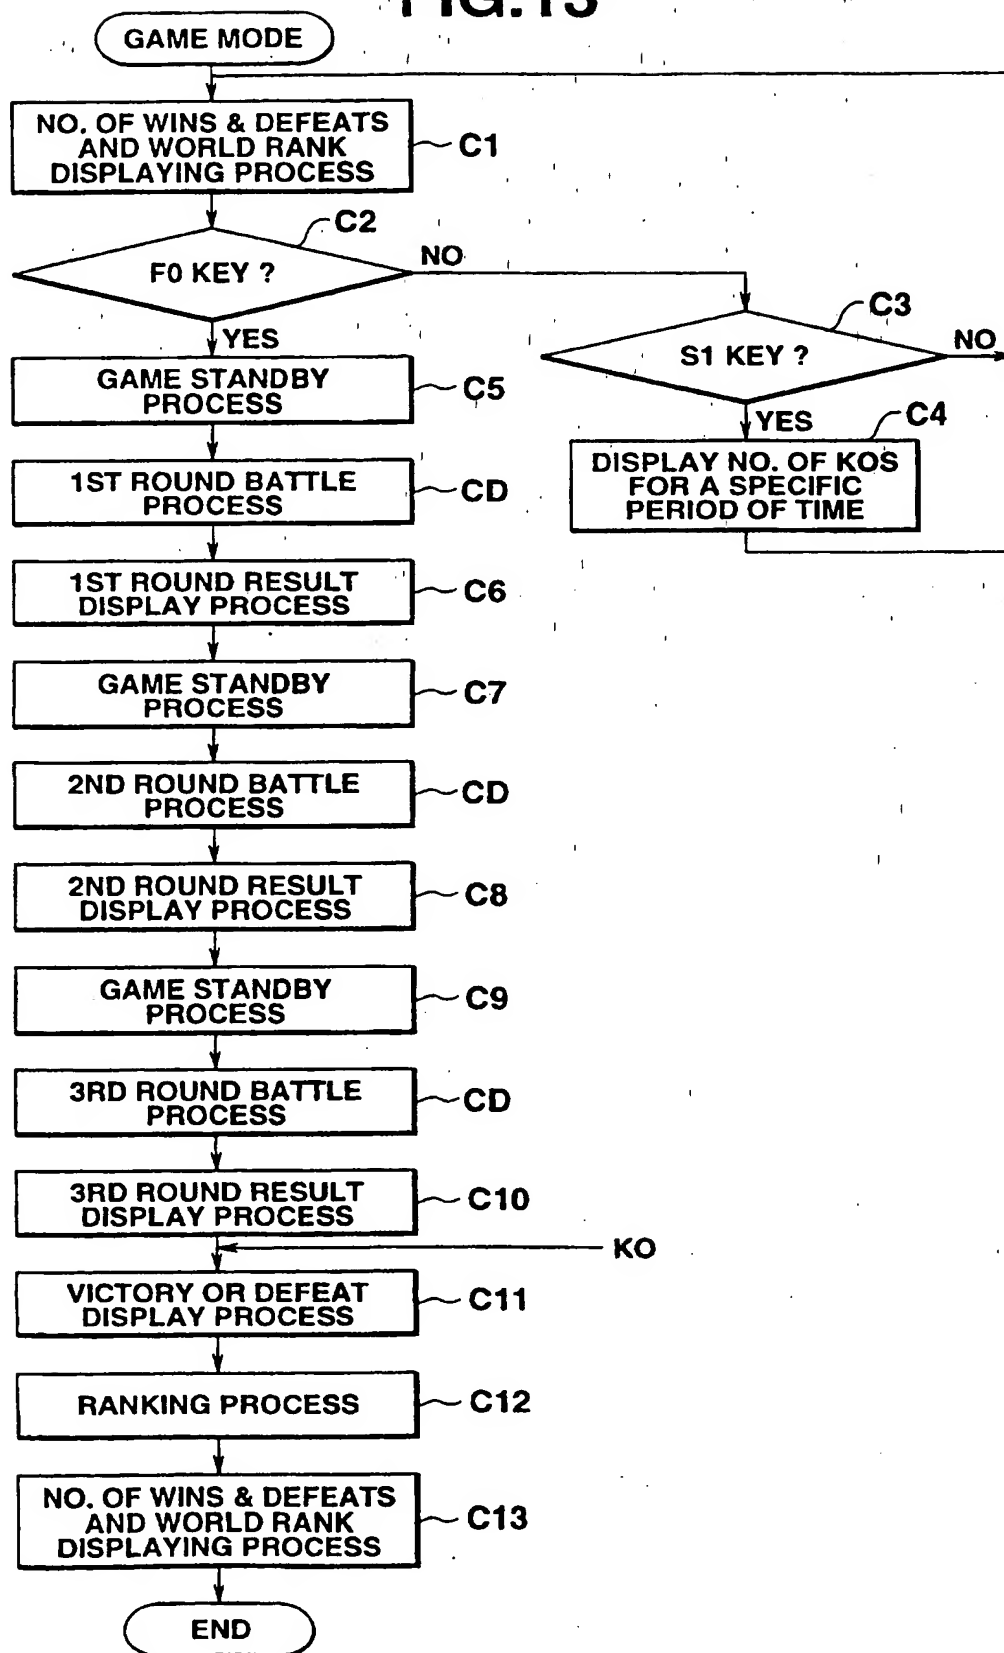 FIG.13
GAME MODE
NO. OF WINS & DEFEATS
AND WORLD RANK
DISPLAYING PROCESS
C1
C2
F0 KEY ?
NO
YES
C3
S1 KEY ?
NO
YES
C4
DISPLAY NO. OF KOS
FOR A SPECIFIC
PERIOD OF TIME
GAME STANDBY
PROCESS
C5
1ST ROUND BATTLE
PROCESS
CD
1ST ROUND RESULT
DISPLAY PROCESS
C6
GAME STANDBY
PROCESS
C7
2ND ROUND BATTLE
PROCESS
CD
2ND ROUND RESULT
DISPLAY PROCESS
C8
GAME STANDBY
PROCESS
C9
3RD ROUND BATTLE
PROCESS
CD
3RD ROUND RESULT
DISPLAY PROCESS
C10
KO
VICTORY OR DEFEAT
DISPLAY PROCESS
C11
RANKING PROCESS
C12
NO. OF WINS & DEFEATS
AND WORLD RANK
DISPLAYING PROCESS
C13
END